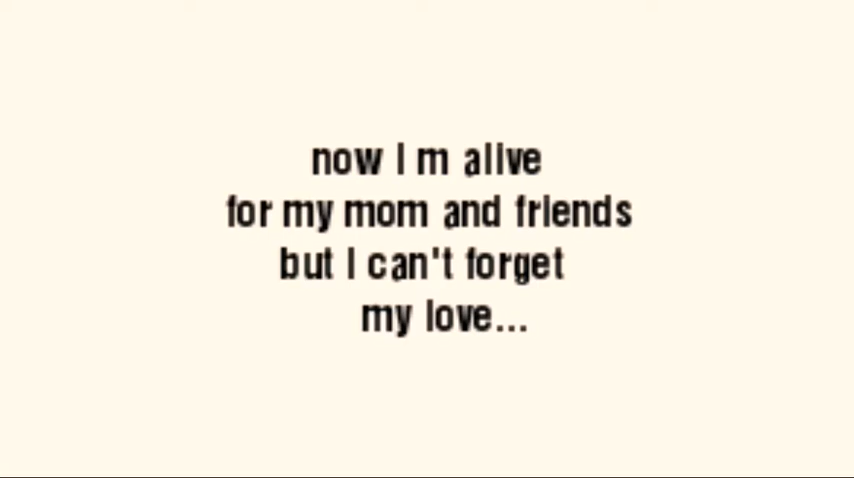 now I m alive
for my mom and friends
but I can't forget
my love...